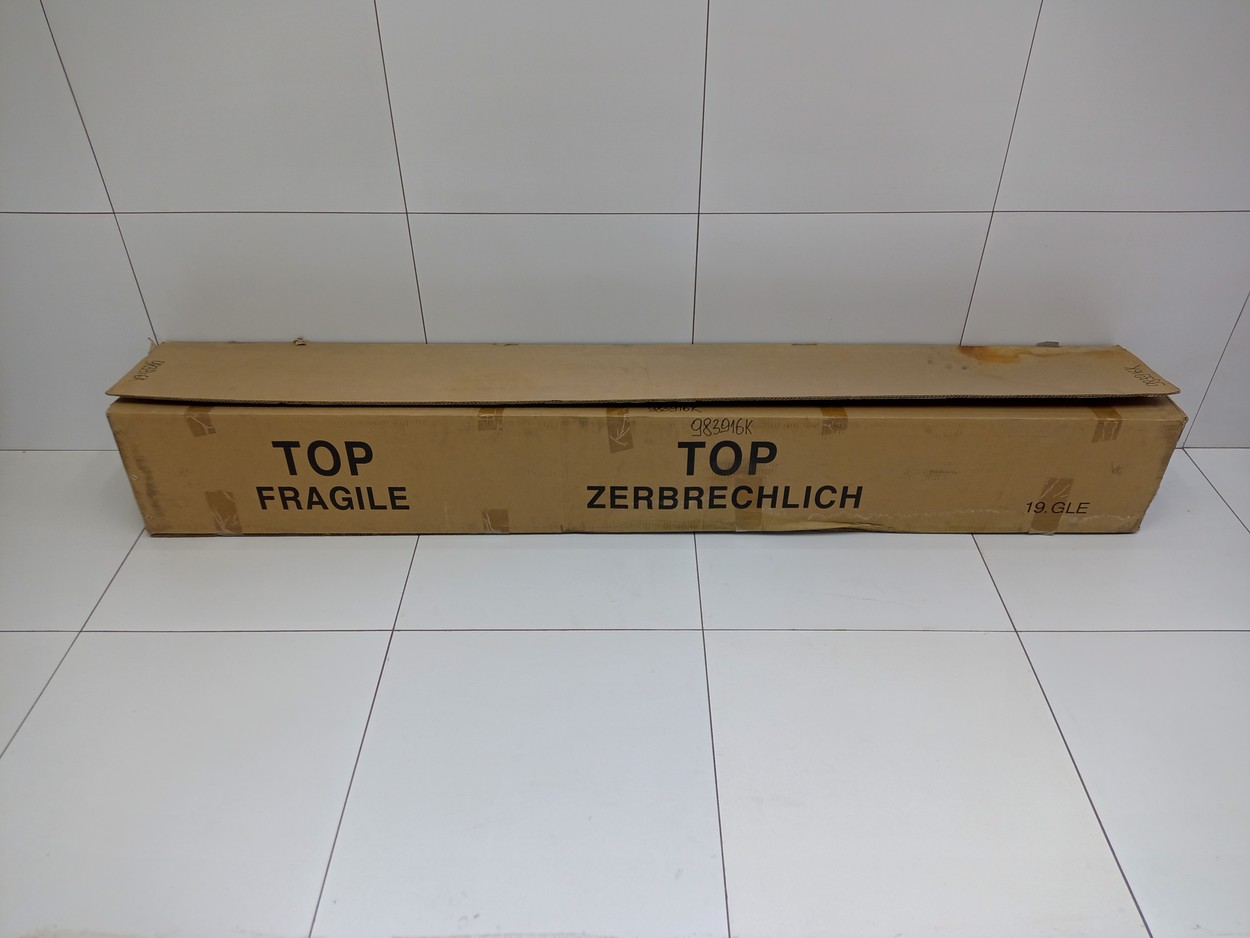 983916K
TOP
FRAGILE
TOP
ZERBRECHLICH
19.GLE